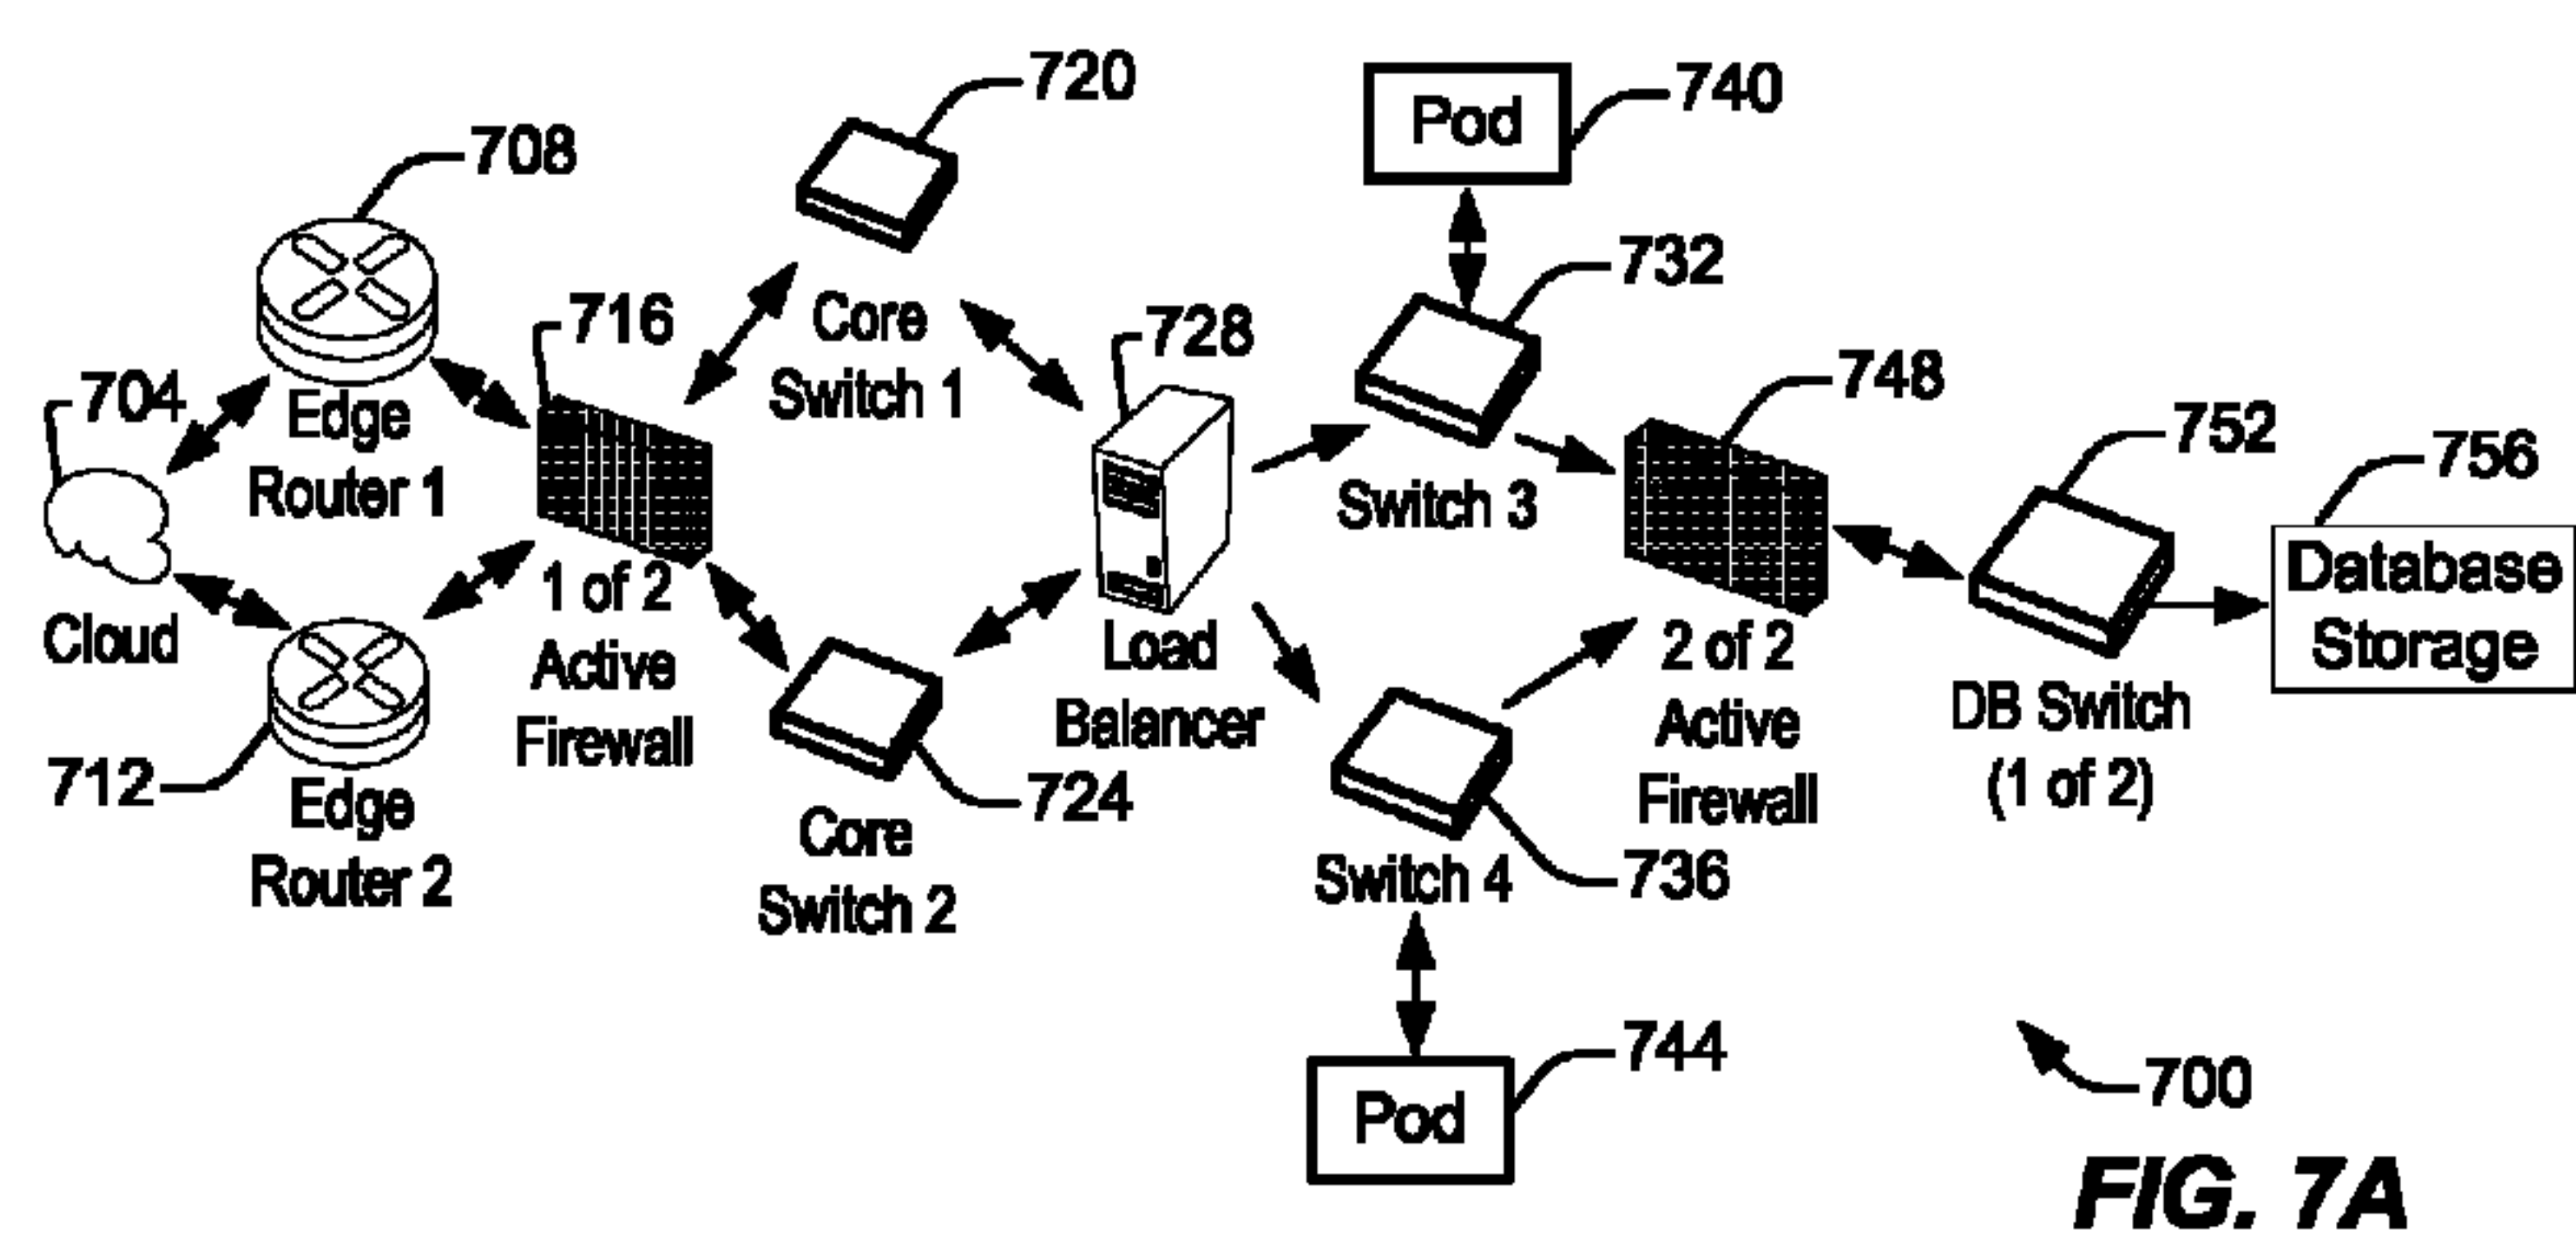 720
708
704
Cloud
Edge
Router 1
712
Edge
Router 2
716
1 of 2
Active
Firewall
Core
Switch 1
Core
Switch 2
724
728
Load
Balancer
Pod
740
732
Switch 3
Switch 4
736
Pod
744
748
2 of 2
Active
Firewall
752
DB Switch
(1 of 2)
756
Database
Storage
700
FIG. 7A